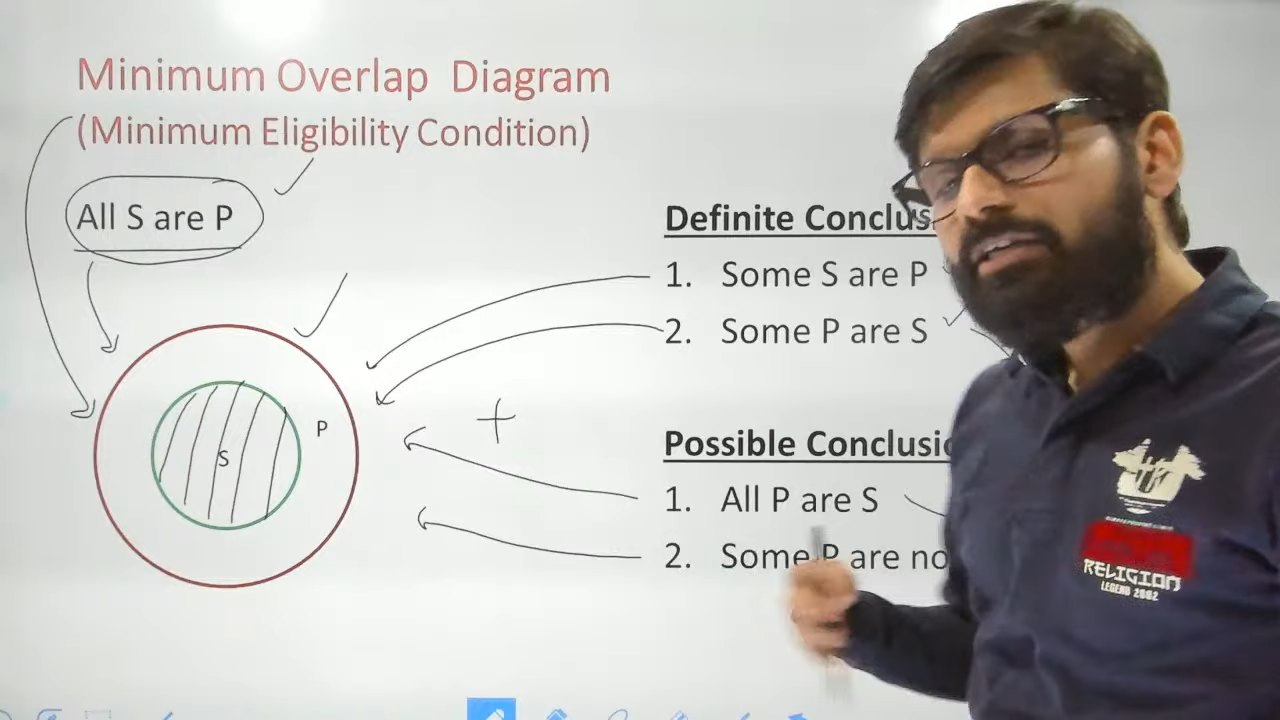 Minimum Overlap Diagram
(Minimum Eligibility Condition)
All S are P
P
S
Definite Conclus
1. Some S are P
2. Some P are S
+
Possible Conclusio
1. All P are S
2. Some P are no
RELIGION
LEGEND 2002